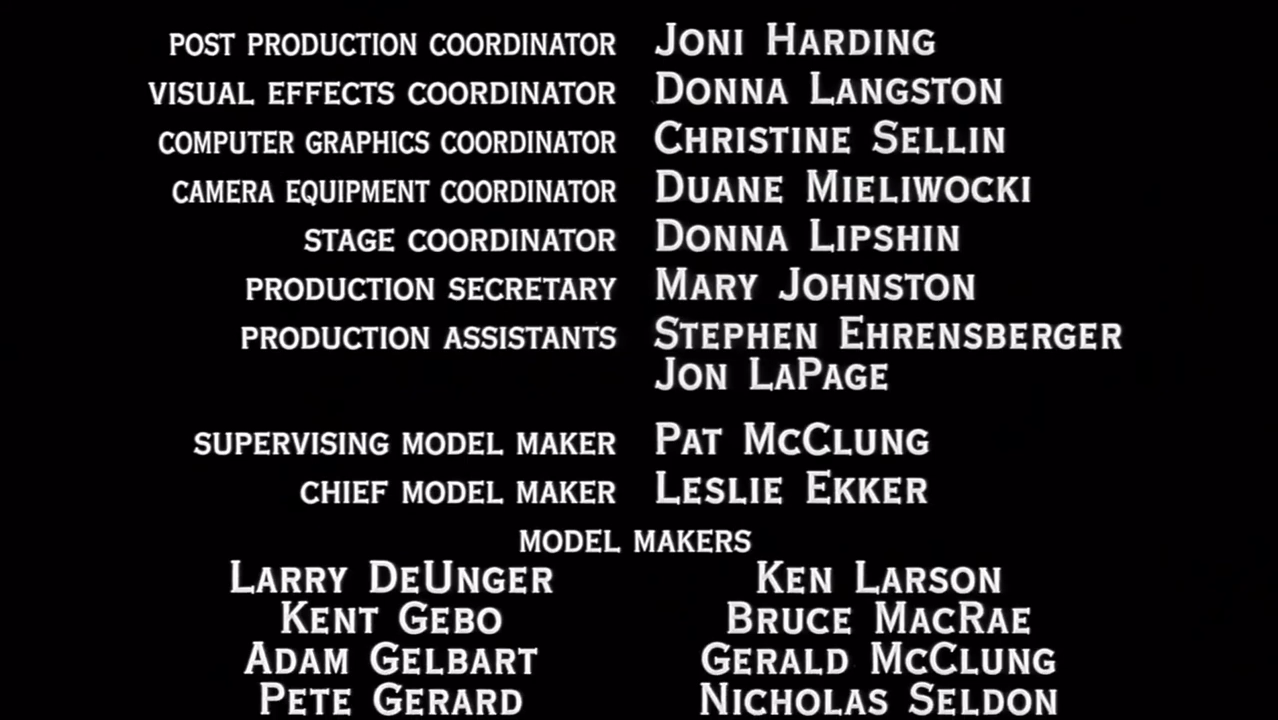 POST PRODUCTION COORDINATOR JONI HARDING
VISUAL EFFECTS COORDINATOR DONNA LANGSTON
COMPUTER GRAPHICS COORDINATOR CHRISTINE SELLIN
CAMERA EQUIPMENT COORDINATOR DUANE MIELIWOCKI
STAGE COORDINATOR DONNA LIPSHIN
PRODUCTION SECRETARY MARY JOHNSTON
PRODUCTION ASSISTANTS STEPHEN EHRENSBERGER
JON LAPAGE
SUPERVISING MODEL MAKER PAT MCCLUNG
CHIEF MODEL MAKER LESLIE EKKER
MODEL MAKERS
LARRY DEUNGER KEN LARSON
KENT GEBO BRUCE MACRAE
ADAM GELBART GERALD MCCLUNG
PETE GERARD NICHOLAS SELDON